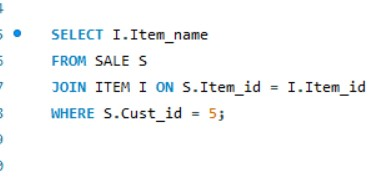 SELECT I.Item_name
FROM SALE S
JOIN ITEM I ON S.Item_id = I.Item_id
WHERE S.Cust_id = 5;